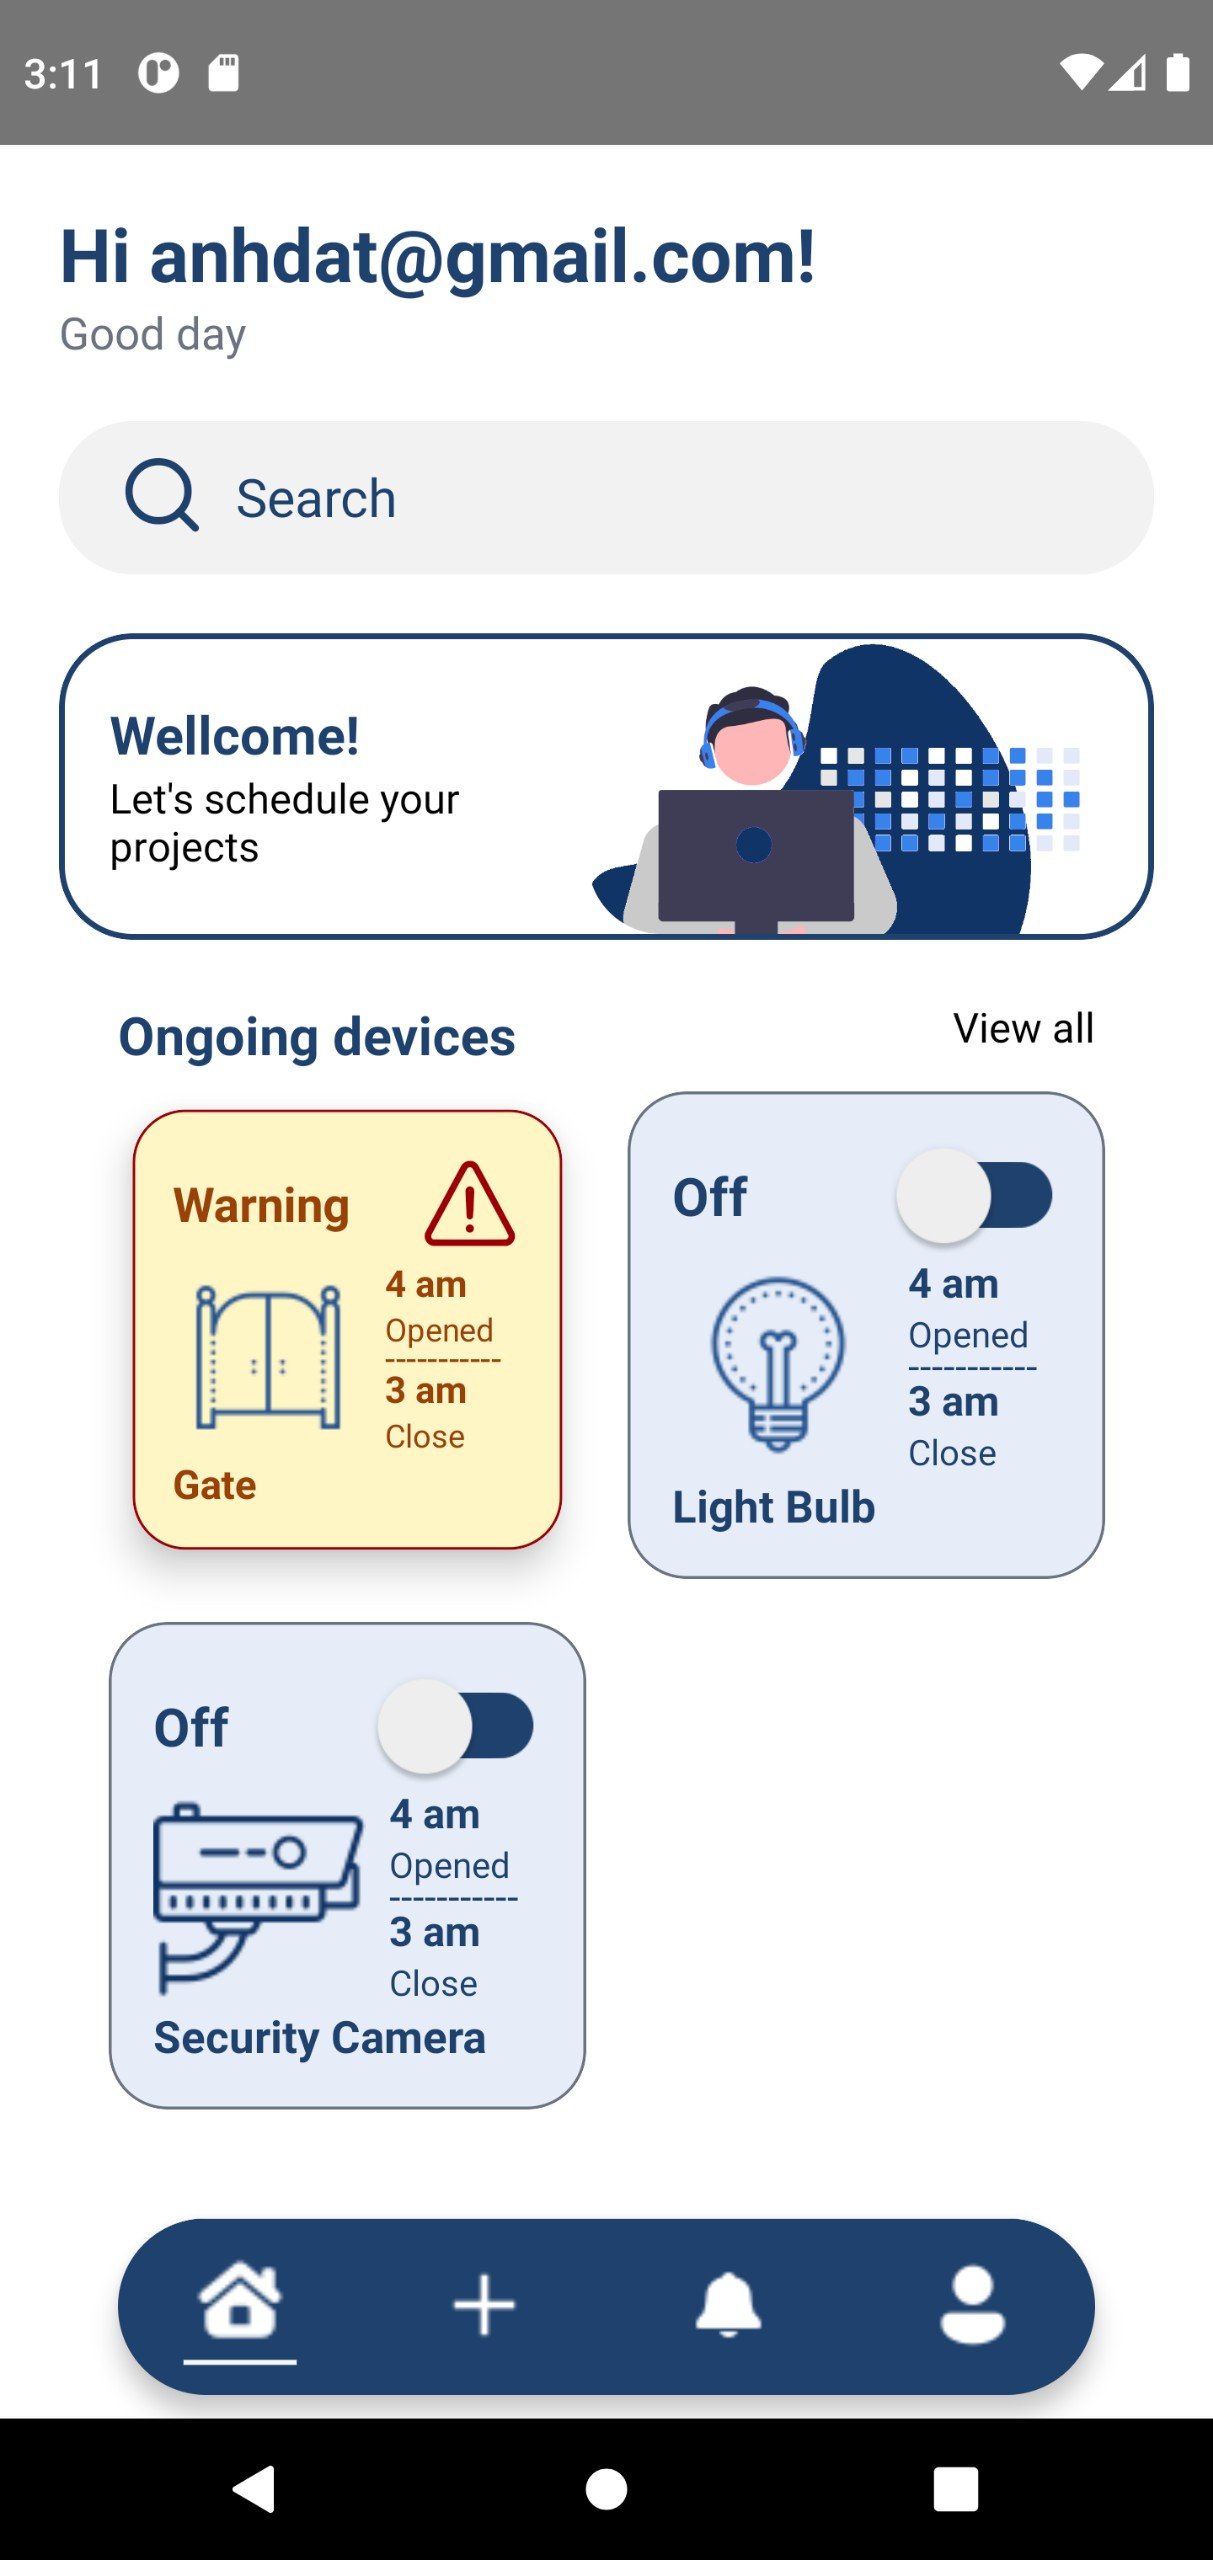 3:11
Hi anhdat@gmail.com!
Good day
Search
Wellcome!
Let's schedule your
projects
Ongoing devices
View all
Warning
4 am
Opened
-----------
3 am
Close
Gate
Off
4 am
Opened
-----------
3 am
Close
Light Bulb
Off
4 am
Opened
-----------
3 am
Close
Security Camera